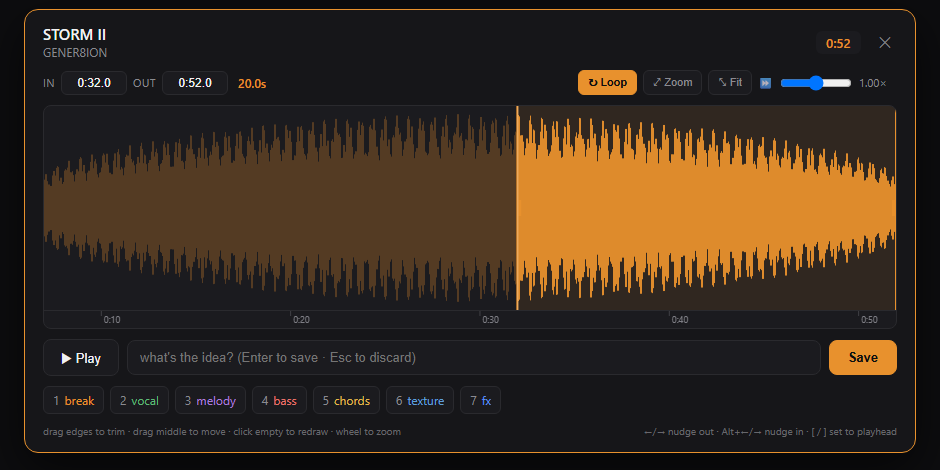 STORM II
GENER8ION
0:52
IN 0:32.0 OUT 0:52.0 20.0s
↻ Loop ⤢ Zoom ⤡ Fit ⏩ 1.00×
0:10 0:20 0:30 0:40 0:50
▶ Play what's the idea? (Enter to save · Esc to discard) Save
1 break 2 vocal 3 melody 4 bass 5 chords 6 texture 7 fx
drag edges to trim · drag middle to move · click empty to redraw · wheel to zoom ←/→ nudge out · Alt+←/→ nudge in · [ / ] set to playhead